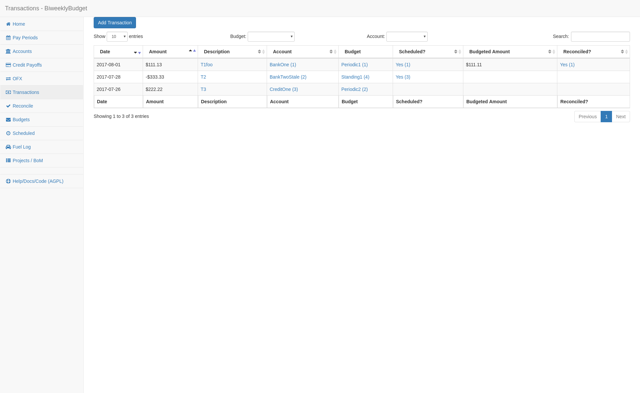 Transactions - BiweeklyBudget
Home
Pay Periods
Accounts
Credit Payoffs
OFX
Transactions
Reconcile
Budgets
Scheduled
Fuel Log
Projects / BoM
Help/Docs/Code (AGPL)
Add Transaction
Show 10 entries Budget: Account: Search:
Date Amount Description Account Budget Scheduled? Budgeted Amount Reconciled?
2017-08-01 $111.13 T1foo BankOne (1) Periodic1 (1) Yes (1) $111.11 Yes (1)
2017-07-28 -$333.33 T2 BankTwoStale (2) Standing1 (4) Yes (3)
2017-07-26 $222.22 T3 CreditOne (3) Periodic2 (2)
Date Amount Description Account Budget Scheduled? Budgeted Amount Reconciled?
Showing 1 to 3 of 3 entries
Previous 1 Next